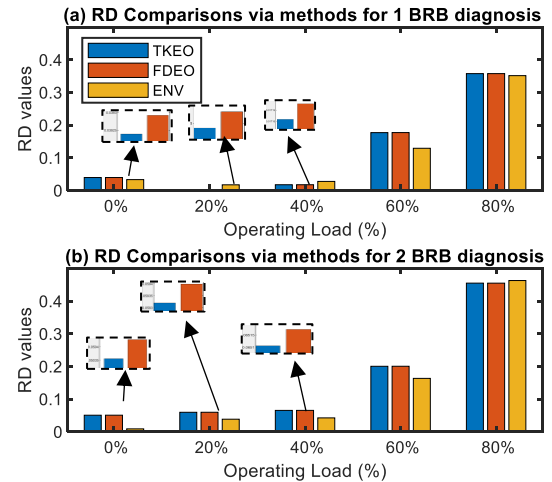 (a) RD Comparisons via methods for 1 BRB diagnosis
TKEO
FDEO
ENV
0.4
0.3
0.2
0.1
0
RD values
0% 20% 40% 60% 80%
Operating Load (%)
(b) RD Comparisons via methods for 2 BRB diagnosis
0.4
0.3
0.2
0.1
0
RD values
0% 20% 40% 60% 80%
Operating Load (%)